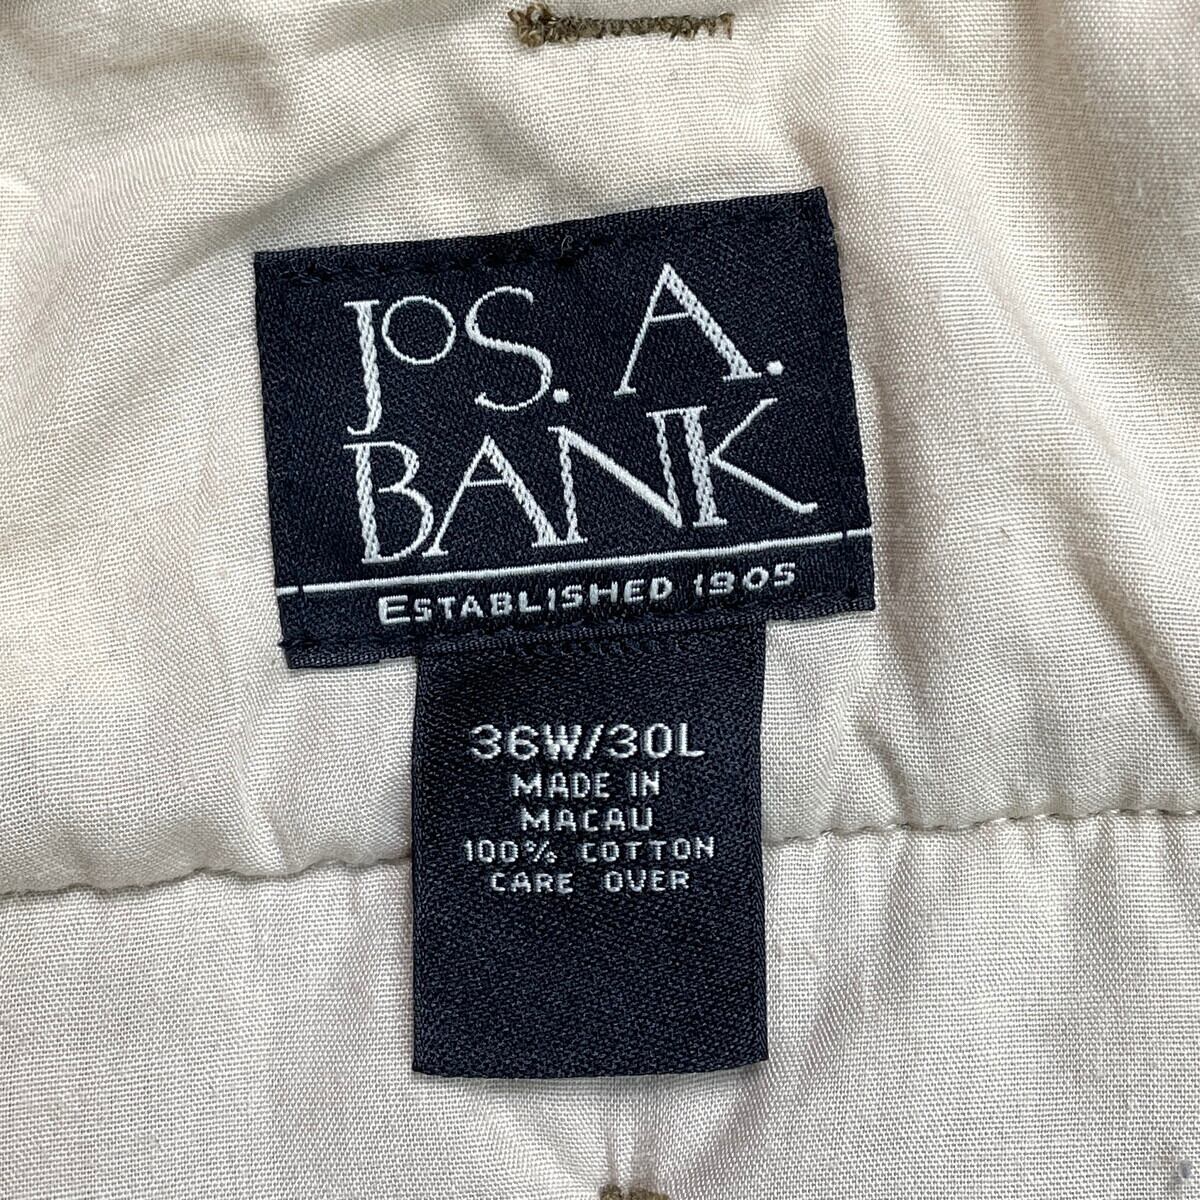 JoS. A.
BANK
ESTABLISHED 1905
36W/30L
MADE IN
MACAU
100% COTTON
CARE OVER